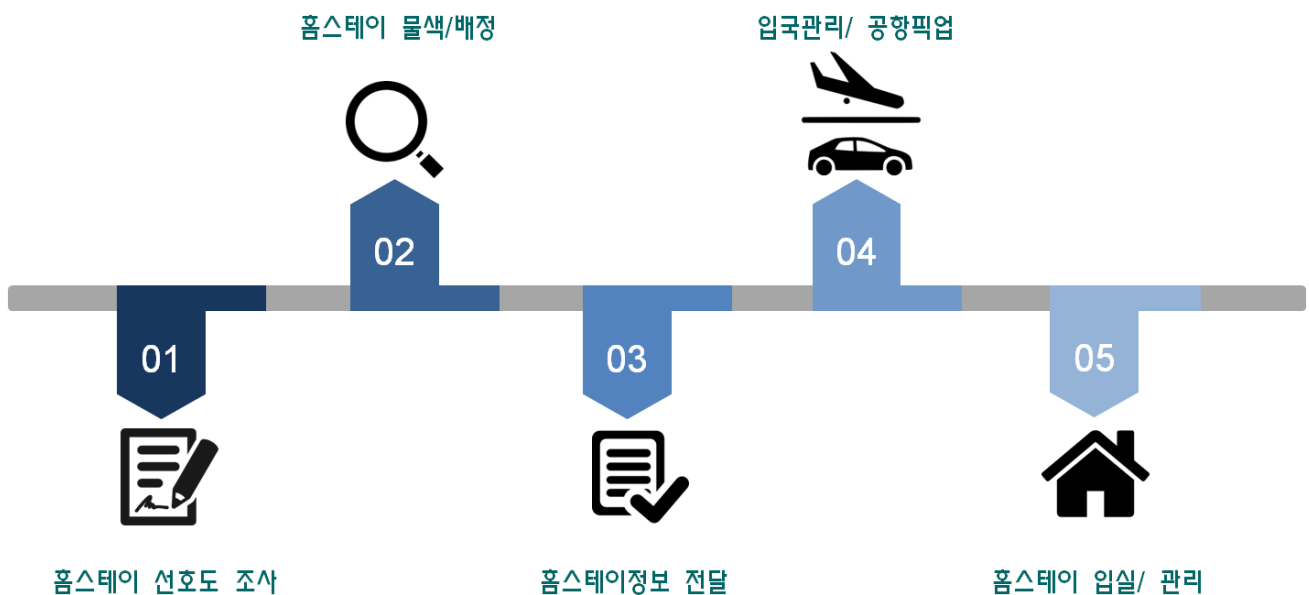 홈스테이 물색/배정
입국관리/ 공항픽업
02
04
01
03
05
홈스테이 선호도 조사
홈스테이정보 전달
홈스테이 입실/ 관리